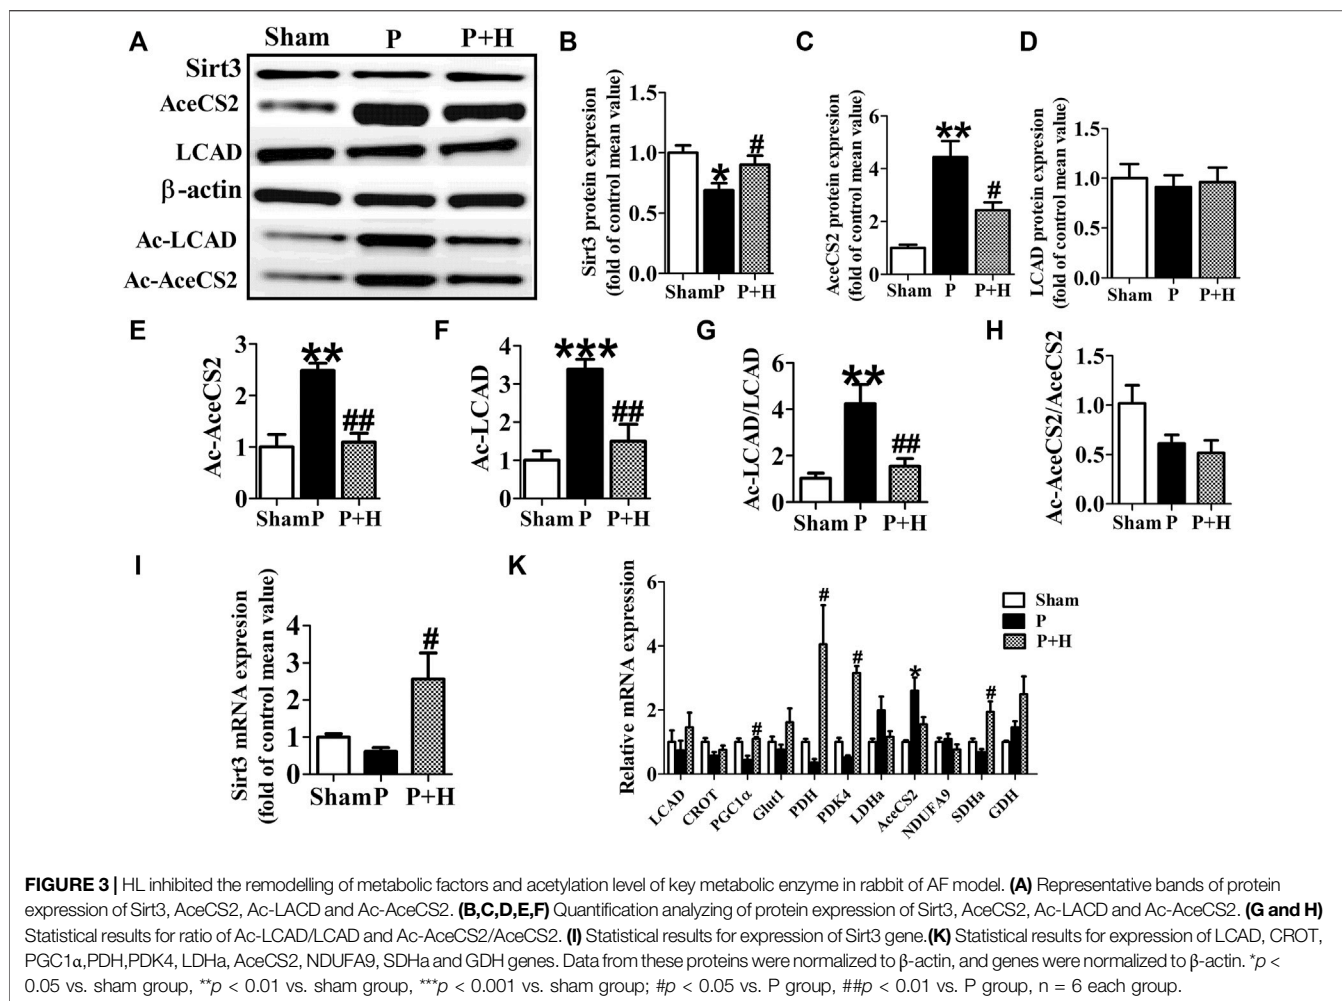 A
Sham P P+H
Sirt3
AceCS2
LCAD
β-actin
Ac-LCAD
Ac-AceCS2
B
Sirt3 protein expresion
(fold of control mean value)
1.5
1.0
0.5
0.0
*
#
ShamP P+H
C
AceCS2 protein expresion
(fold of control mean value)
6
4
2
0
**
#
Sham P P+H
D
LCAD protein expresion
(fold of control mean value)
1.5
1.0
0.5
0.0
Sham P P+H
E
Ac-AceCS2
3
2
1
0
**
##
ShamP P+H
F
Ac-LCAD
4
3
2
1
0
***
##
ShamP P+H
G
Ac-LCAD/LCAD
6
4
2
0
**
##
Sham P P+H
H
Ac-AceCS2/AceCS2
1.5
1.0
0.5
0.0
Sham P P+H
I
Sirt3 mRNA expresion
(fold of control mean value)
4
3
2
1
0
#
ShamP P+H
K
Relative mRNA expression
6
4
2
0
#
#
#
*
#
LCAD
CROT
PGC1α
Glut1
PDH
PDK4
LDHa
AceCS2
NDUFA9
SDHa
GDH
Sham
P
P+H
FIGURE 3 | HL inhibited the remodelling of metabolic factors and acetylation level of key metabolic enzyme in rabbit of AF model. (A) Representative bands of protein
expression of Sirt3, AceCS2, Ac-LACD and Ac-AceCS2. (B,C,D,E,F) Quantification analyzing of protein expression of Sirt3, AceCS2, Ac-LACD and Ac-AceCS2. (G and H)
Statistical results for ratio of Ac-LCAD/LCAD and Ac-AceCS2/AceCS2. (I) Statistical results for expression of Sirt3 gene.(K) Statistical results for expression of LCAD, CROT,
PGC1α,PDH,PDK4, LDHa, AceCS2, NDUFA9, SDHa and GDH genes. Data from these proteins were normalized to β-actin, and genes were normalized to β-actin. *p <
0.05 vs. sham group, **p < 0.01 vs. sham group, ***p < 0.001 vs. sham group; #p < 0.05 vs. P group, ##p < 0.01 vs. P group, n = 6 each group.